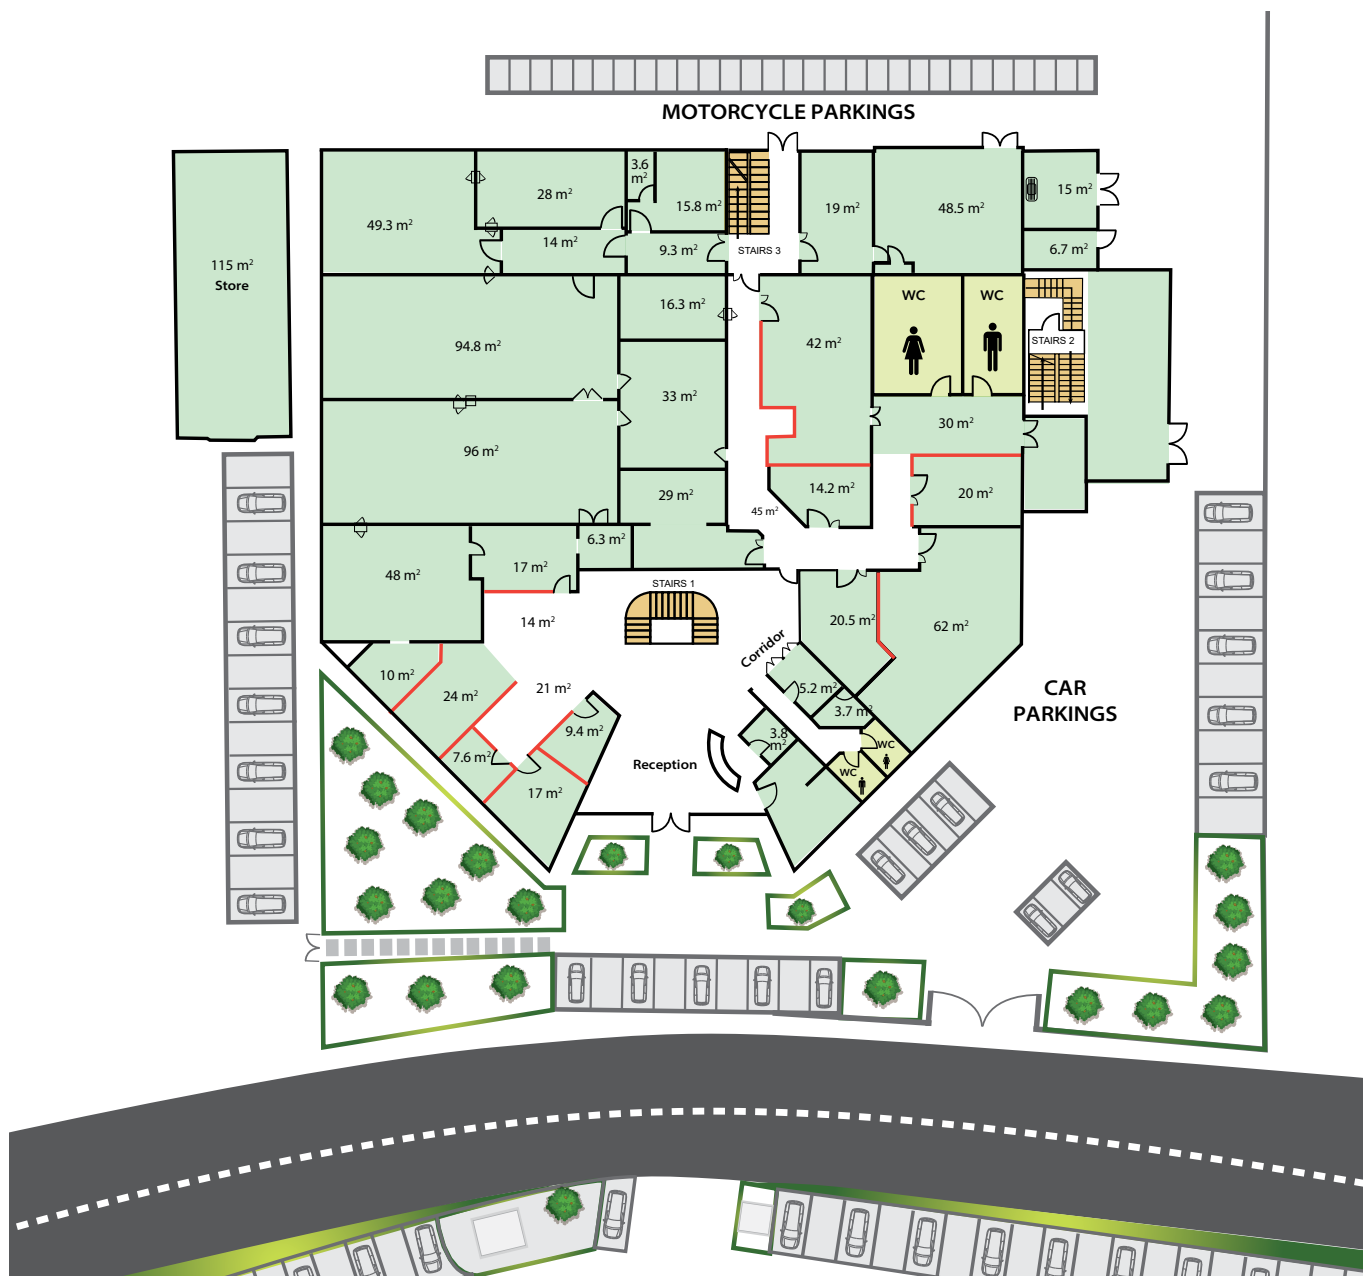 MOTORCYCLE PARKINGS
3.6
m²
28 m²
15.8 m²
19 m²
48.5 m²
15 m²
49.3 m²
14 m²
9.3 m²
STAIRS 3
6.7 m²
115 m²
Store
16.3 m²
WC
WC
94.8 m²
42 m²
STAIRS 2
33 m²
30 m²
96 m²
29 m²
14.2 m²
20 m²
45 m²
6.3 m²
17 m²
48 m²
STAIRS 1
14 m²
20.5 m²
62 m²
Corridor
10 m²
24 m²
21 m²
5.2 m²
3.7 m²
CAR
PARKINGS
9.4 m²
3.8
m²
WC
7.6 m²
Reception
WC
17 m²